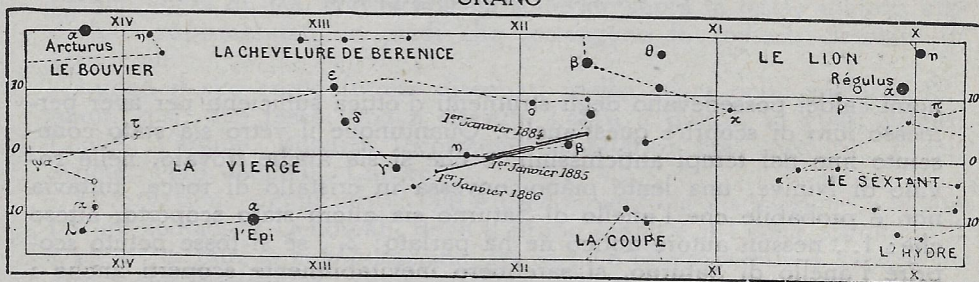 URANO
XIV XIII XII XI X
α η β θ η
Arcturus LA CHEVELURE DE BERENICE LE LION
LE BOUVIER Régulus
α
10 ε 10
ο χ ρ π
τ δ 1er Janvier 1884
0 η β 0
LA VIERGE γ 1er Janvier 1885
LE SEXTANT
1er Janvier 1886
10 α 10
λ l'Epi LA COUPE
L'HYDRE
XIV XIII XII XI X